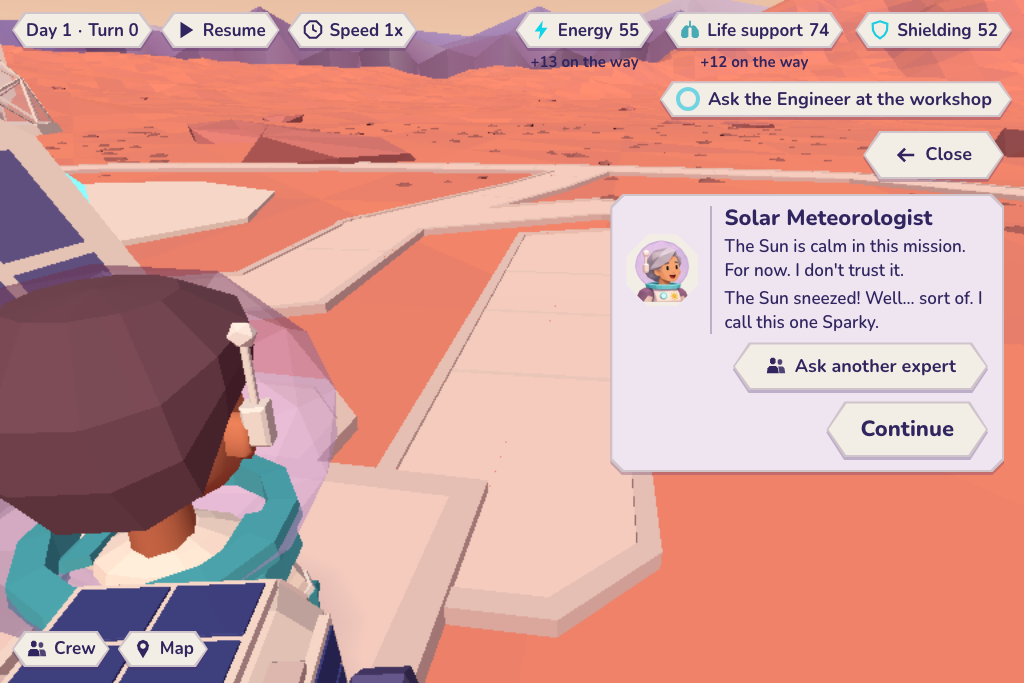 Day 1 · Turn 0
Resume
Speed 1x
Energy 55
Life support 74
Shielding 52
+13 on the way
+12 on the way
Ask the Engineer at the workshop
Close
Solar Meteorologist
The Sun is calm in this mission.
For now. I don't trust it.
The Sun sneezed! Well... sort of. I
call this one Sparky.
Ask another expert
Continue
Crew
Map